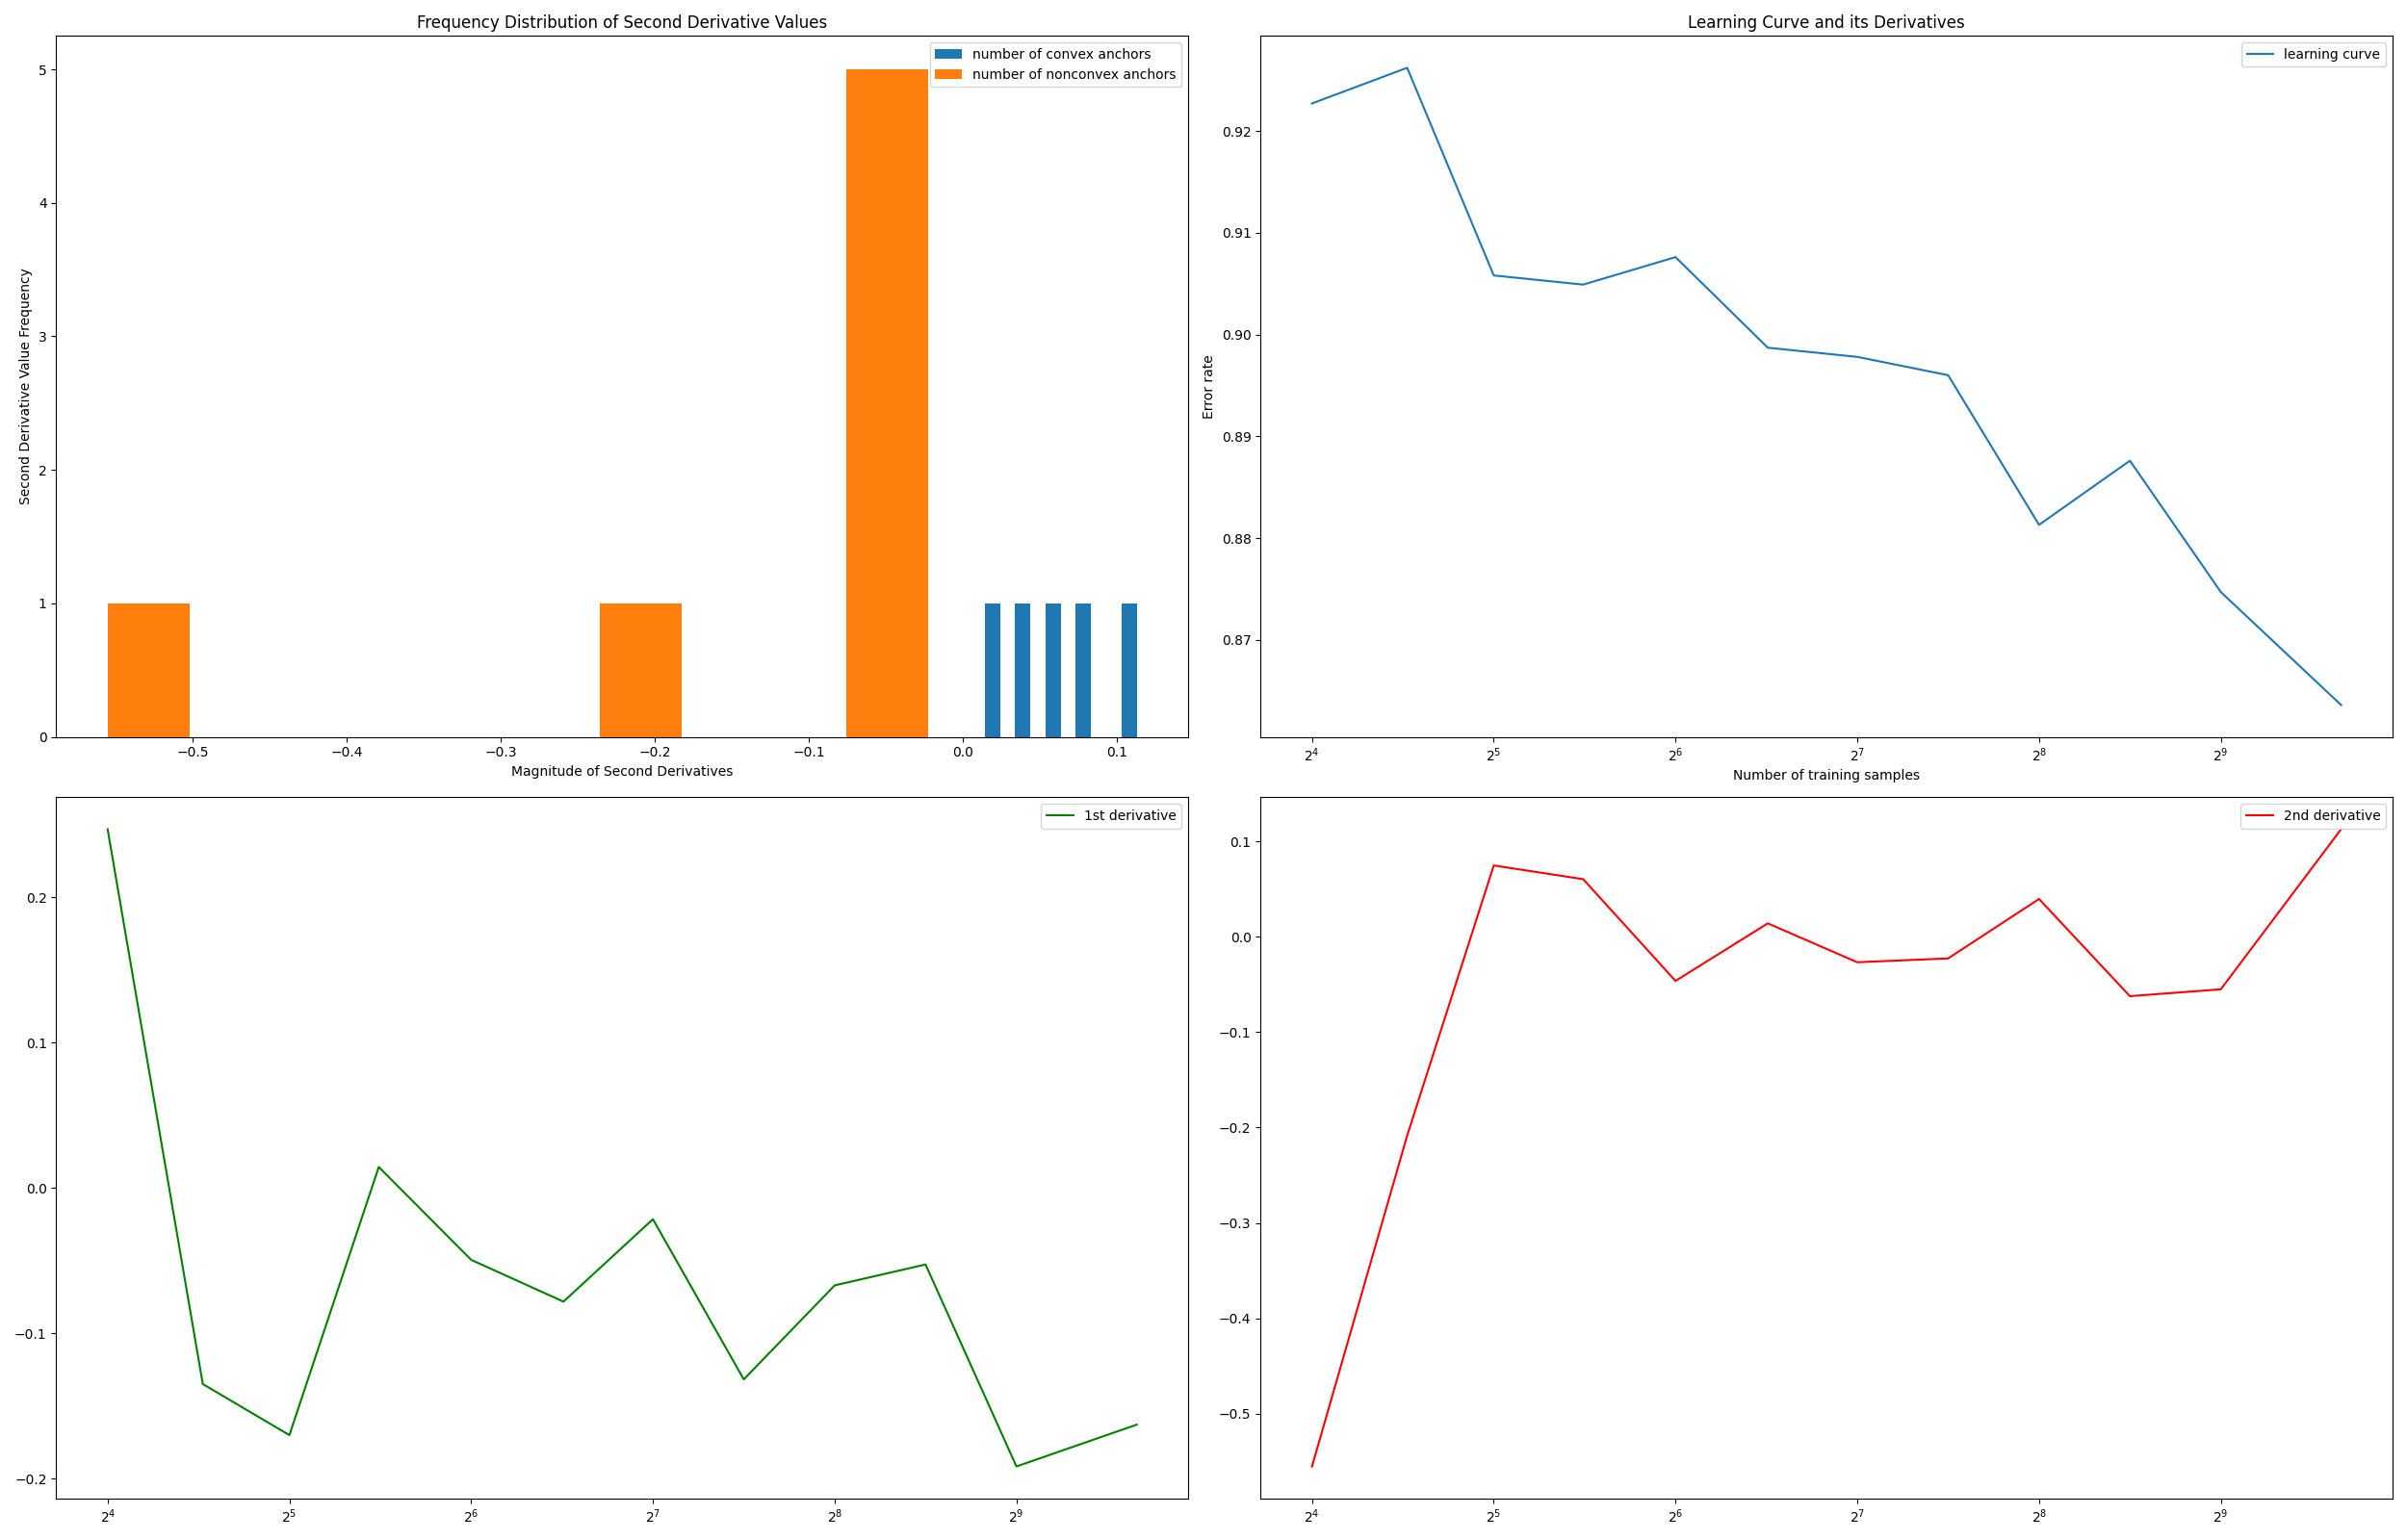 Frequency Distribution of Second Derivative Values
number of convex anchors
number of nonconvex anchors
Second Derivative Value Frequency
5
4
3
2
1
0
−0.5 −0.4 −0.3 −0.2 −0.1 0.0 0.1
Magnitude of Second Derivatives
Learning Curve and its Derivatives
learning curve
Error rate
0.92
0.91
0.90
0.89
0.88
0.87
2⁴ 2⁵ 2⁶ 2⁷ 2⁸ 2⁹
Number of training samples
1st derivative
0.2
0.1
0.0
−0.1
−0.2
2⁴ 2⁵ 2⁶ 2⁷ 2⁸ 2⁹
2nd derivative
0.1
0.0
−0.1
−0.2
−0.3
−0.4
−0.5
2⁴ 2⁵ 2⁶ 2⁷ 2⁸ 2⁹